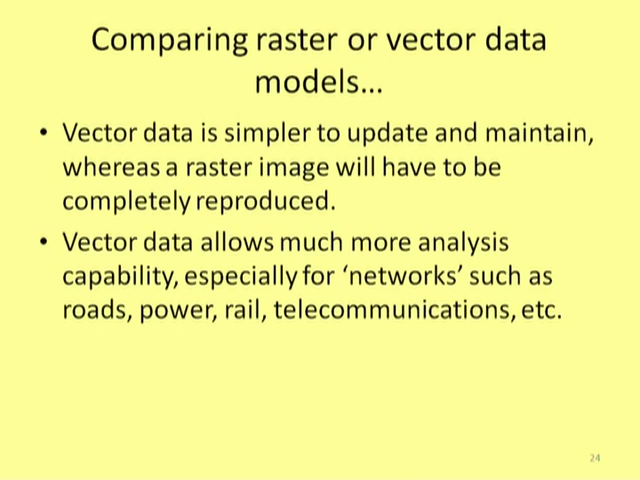 Comparing raster or vector data
models…
• Vector data is simpler to update and maintain,
whereas a raster image will have to be
completely reproduced.
• Vector data allows much more analysis
capability, especially for ‘networks’ such as
roads, power, rail, telecommunications, etc.
24